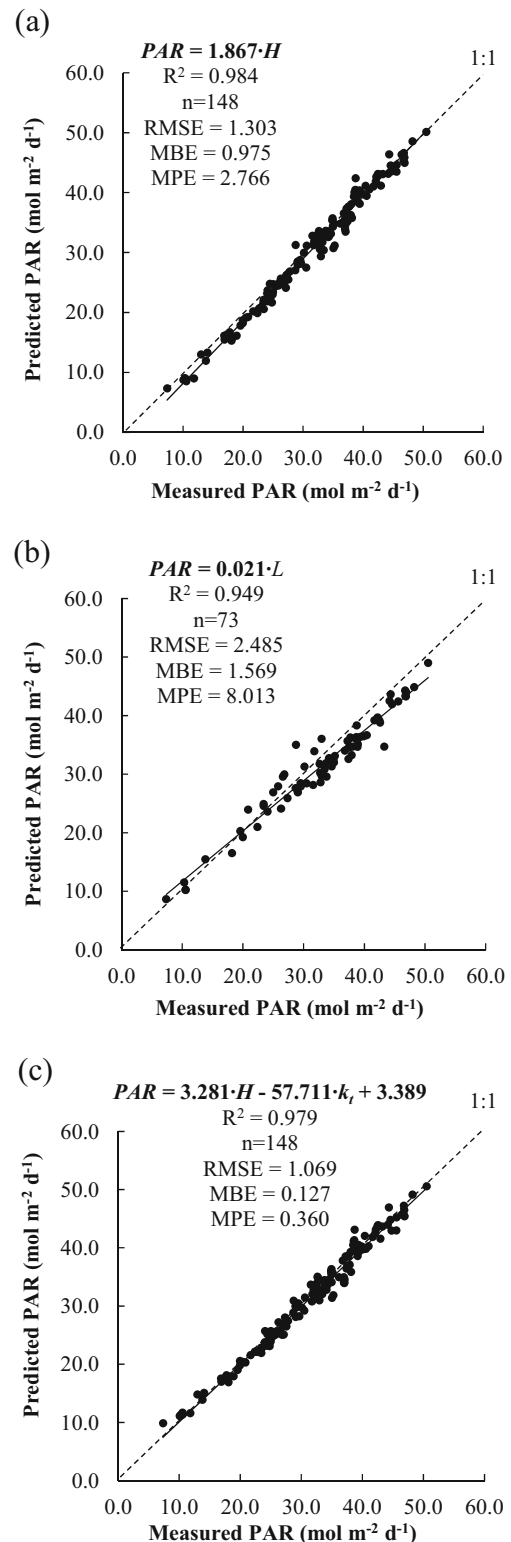 (a)
PAR = 1.867·H
R² = 0.984
n=148
RMSE = 1.303
MBE = 0.975
MPE = 2.766
1:1
Predicted PAR (mol m⁻² d⁻¹)
60.0
50.0
40.0
30.0
20.0
10.0
0.0
0.0 10.0 20.0 30.0 40.0 50.0 60.0
Measured PAR (mol m⁻² d⁻¹)
(b)
PAR = 0.021·L
R² = 0.949
n=73
RMSE = 2.485
MBE = 1.569
MPE = 8.013
1:1
Predicted PAR (mol m⁻² d⁻¹)
60.0
50.0
40.0
30.0
20.0
10.0
0.0
0.0 10.0 20.0 30.0 40.0 50.0 60.0
Measured PAR (mol m⁻² d⁻¹)
(c)
PAR = 3.281·H - 57.711·kₜ + 3.389
R² = 0.979
n=148
RMSE = 1.069
MBE = 0.127
MPE = 0.360
1:1
Predicted PAR (mol m⁻² d⁻¹)
60.0
50.0
40.0
30.0
20.0
10.0
0.0
0.0 10.0 20.0 30.0 40.0 50.0 60.0
Measured PAR (mol m⁻² d⁻¹)